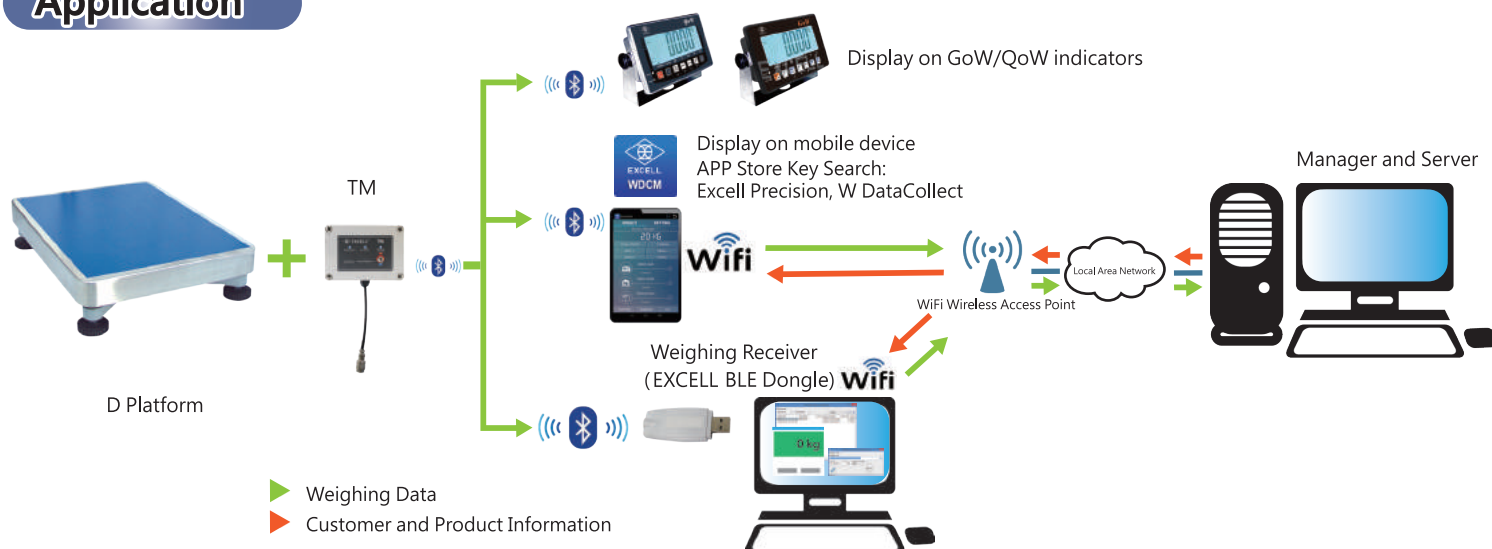 Application
Display on GoW/QoW indicators
EXCELL
WDCM
Display on mobile device
APP Store Key Search:
Excell Precision, W DataCollect
Manager and Server
TM
Wifi
Local Area Network
WiFi Wireless Access Point
Weighing Receiver
(EXCELL BLE Dongle)
Wifi
D Platform
0 kg
Weighing Data
Customer and Product Information